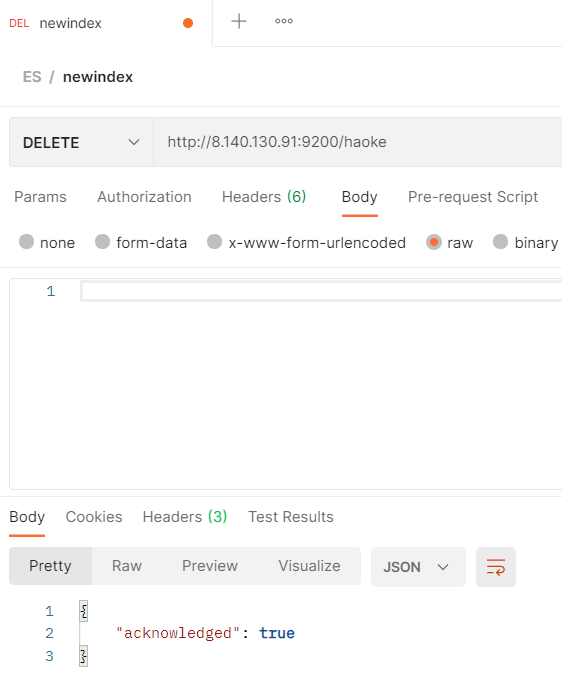 DEL newindex
ES / newindex
DELETE http://8.140.130.91:9200/haoke
Params Authorization Headers (6) Body Pre-request Script
none form-data x-www-form-urlencoded raw binary
1
Body Cookies Headers (3) Test Results
Pretty Raw Preview Visualize JSON
1 {
2 "acknowledged": true
3 }